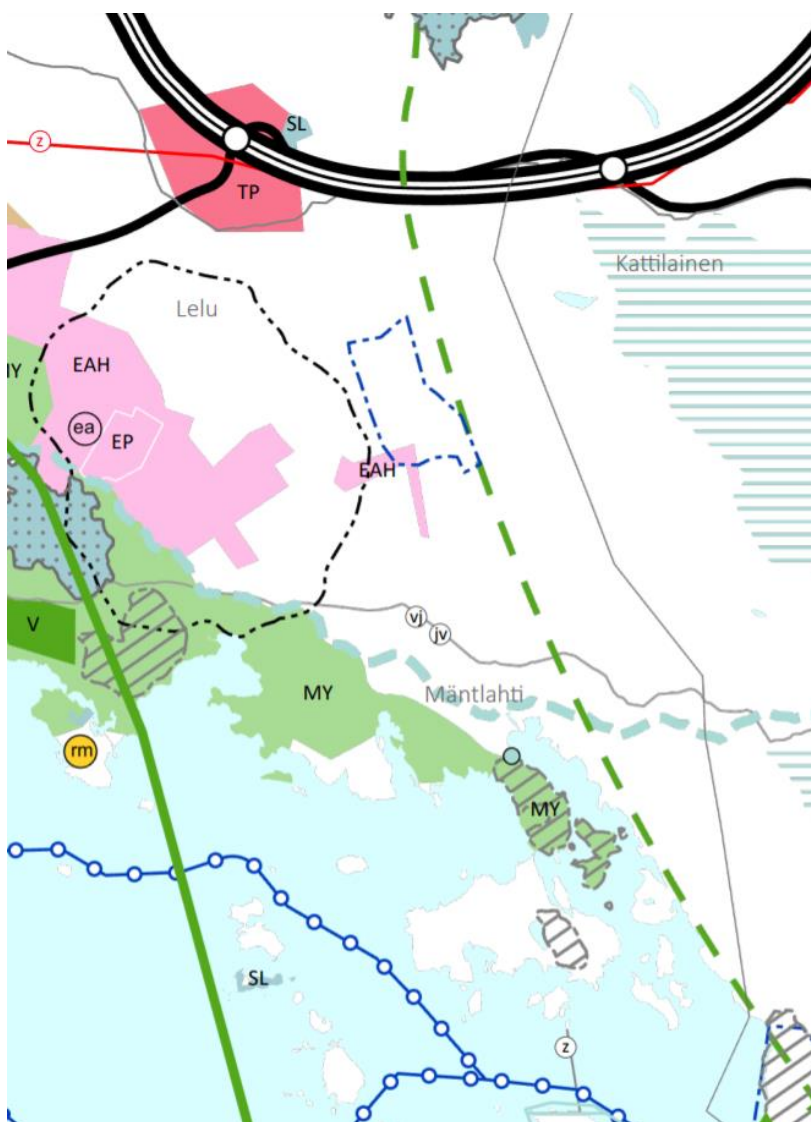 SL
z
TP
Kattilainen
Lelu
EAH
IY
ea
EP
EAH
vj
jv
V
MY
Mäntlahti
rm
MY
SL
z